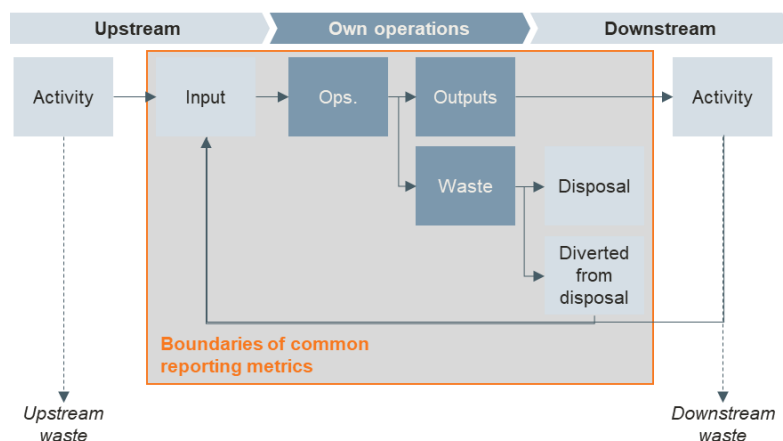 Upstream
Own operations
Downstream
Activity
Input
Ops.
Outputs
Activity
Waste
Disposal
Diverted
from
disposal
Boundaries of common
reporting metrics
Upstream
waste
Downstream
waste